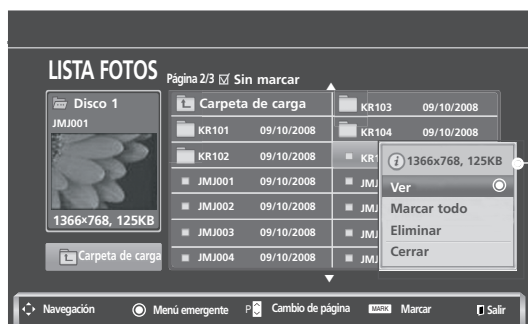 LISTA FOTOS Página 2/3 ☑ Sin marcar
Disco 1
JMJ001
1366x768, 125KB
Carpeta de carga
Carpeta de carga
KR101 09/10/2008
KR102 09/10/2008
JMJ001 09/10/2008
JMJ002 09/10/2008
JMJ003 09/10/2008
JMJ004 09/10/2008
KR103 09/10/2008
KR104 09/10/2008
KR1
JMJ
JMJ
JMJ
JMJ
1366x768, 125KB
Ver
Marcar todo
Eliminar
Cerrar
Navegación Menú emergente P Cambio de página MARK Marcar Salir